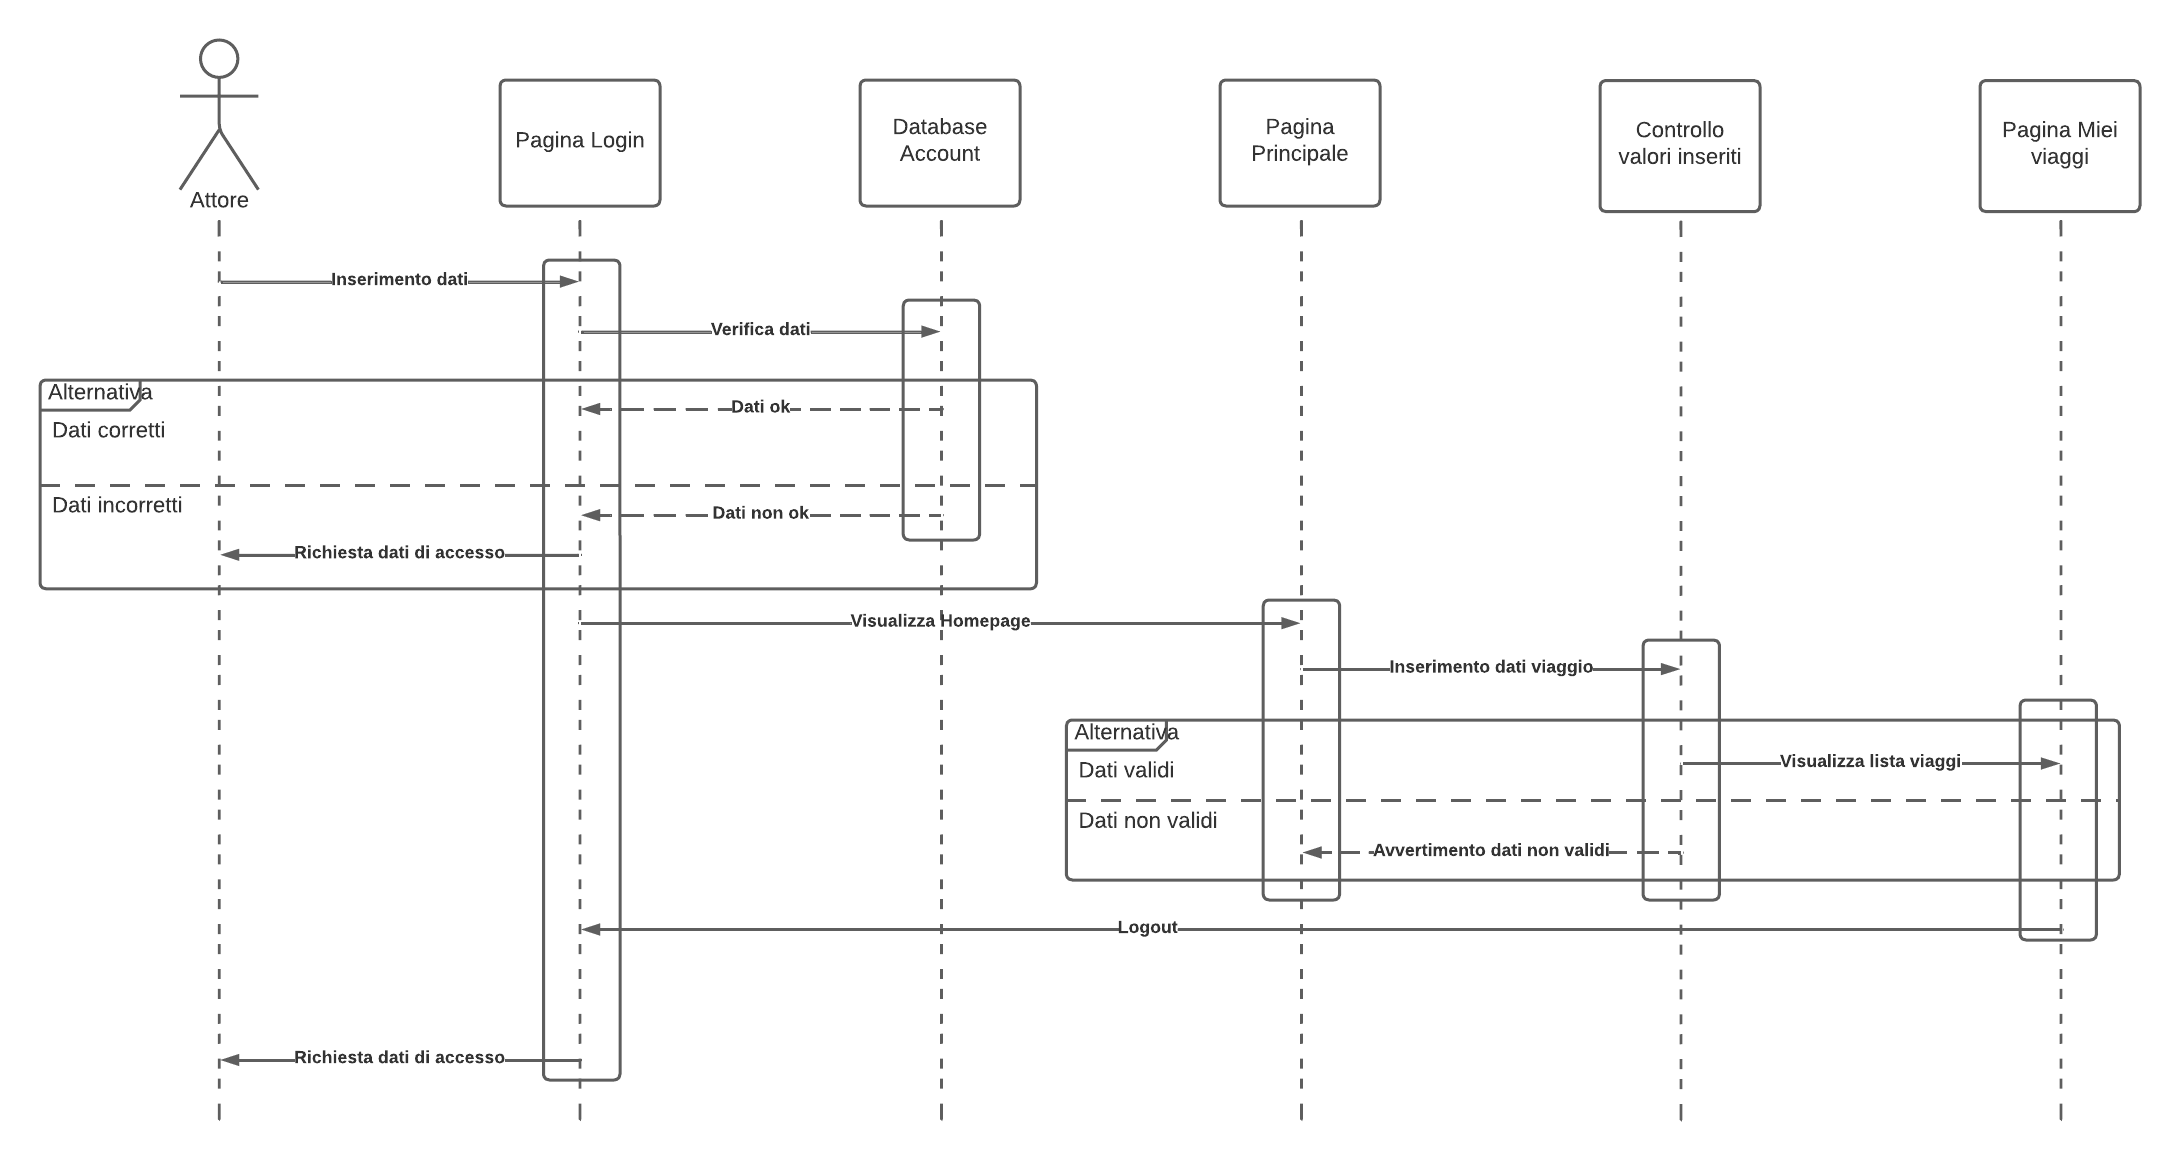 Attore
Pagina Login
Database
Account
Pagina
Principale
Controllo
valori inseriti
Pagina Miei
viaggi
Inserimento dati
Verifica dati
Alternativa
Dati ok
Dati corretti
Dati incorretti
Dati non ok
Richiesta dati di accesso
Visualizza Homepage
Inserimento dati viaggio
Alternativa
Visualizza lista viaggi
Dati validi
Dati non validi
Avvertimento dati non validi
Logout
Richiesta dati di accesso